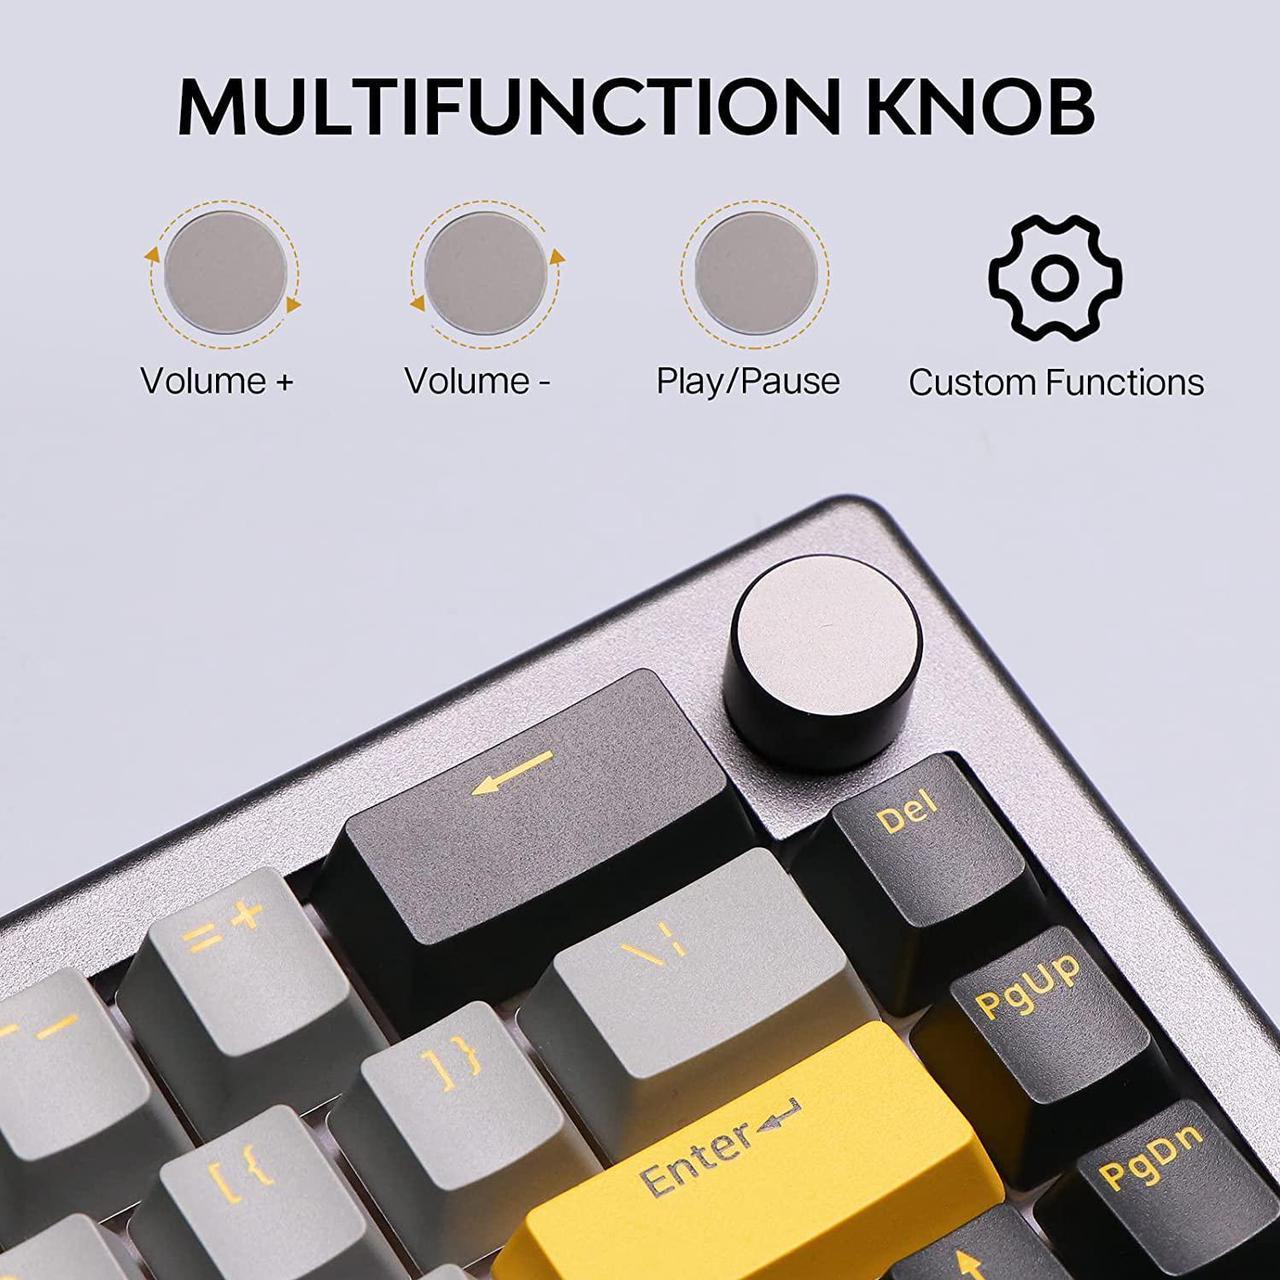 MULTIFUNCTION KNOB
Volume + Volume - Play/Pause Custom Functions
←
Del
= +
\ |
PgUp
- _
] }
Enter↵
PgDn
[ {
↑